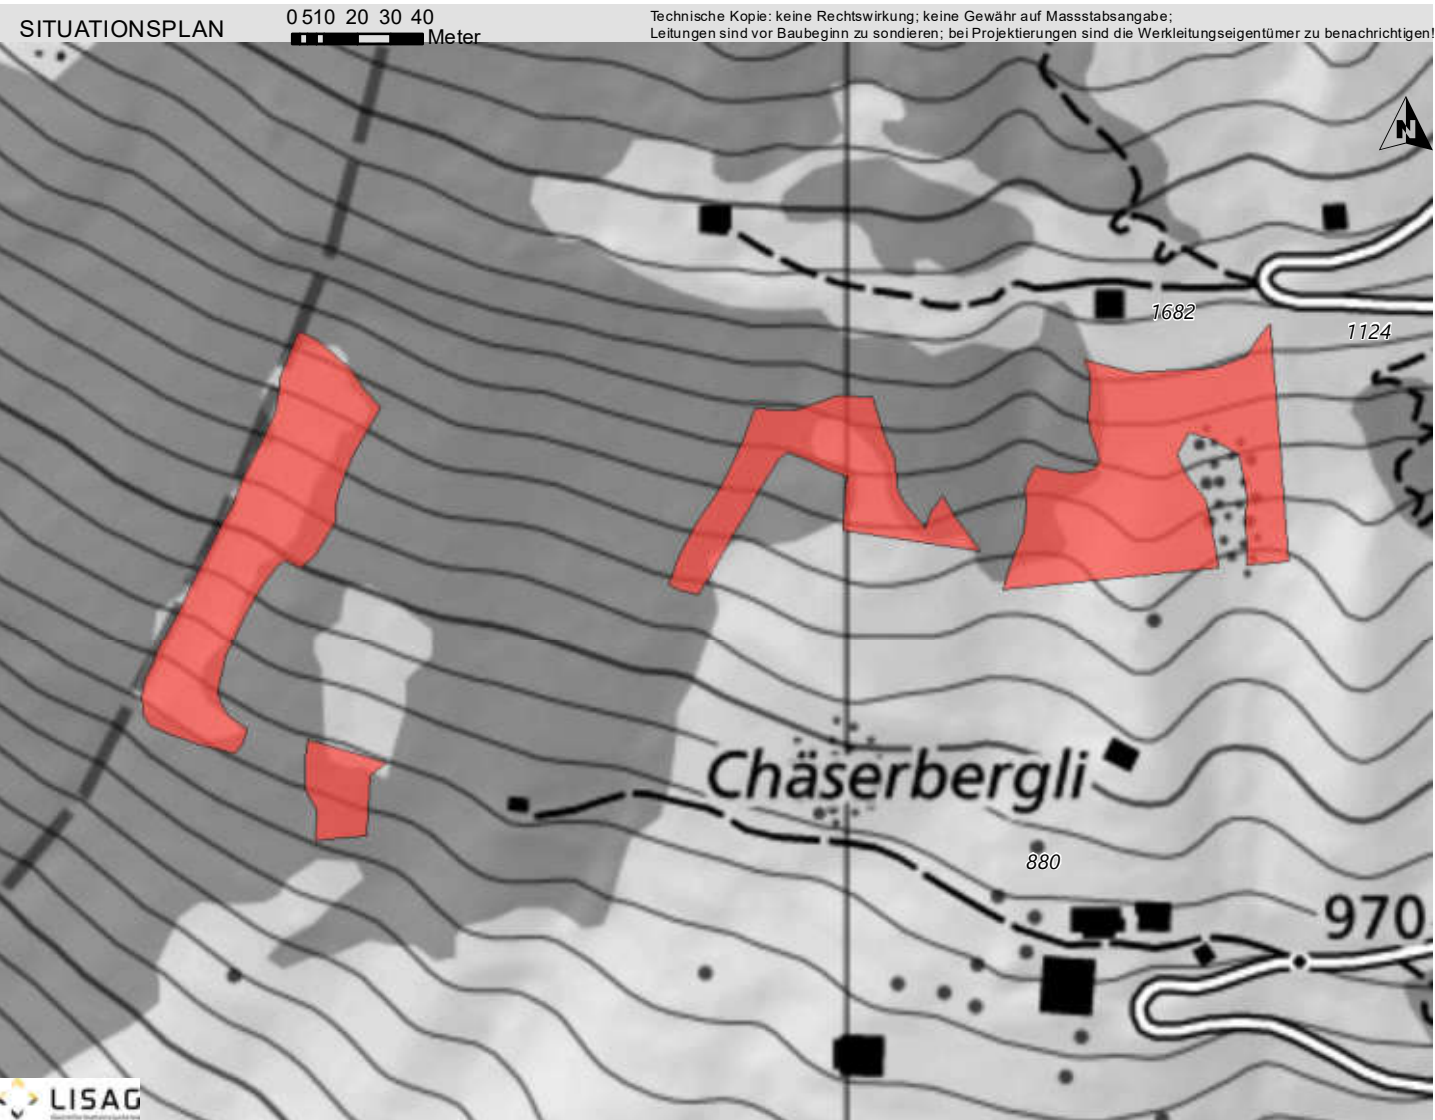 SITUATIONSPLAN
0 5 10 20 30 40
Meter
Technische Kopie: keine Rechtswirkung; keine Gewähr auf Massstabsangabe;
Leitungen sind vor Baubeginn zu sondieren; bei Projektierungen sind die Werkleitungseigentümer zu benachrichtigen!
N
1682
1124
Chäserbergli
880
970
LISAG